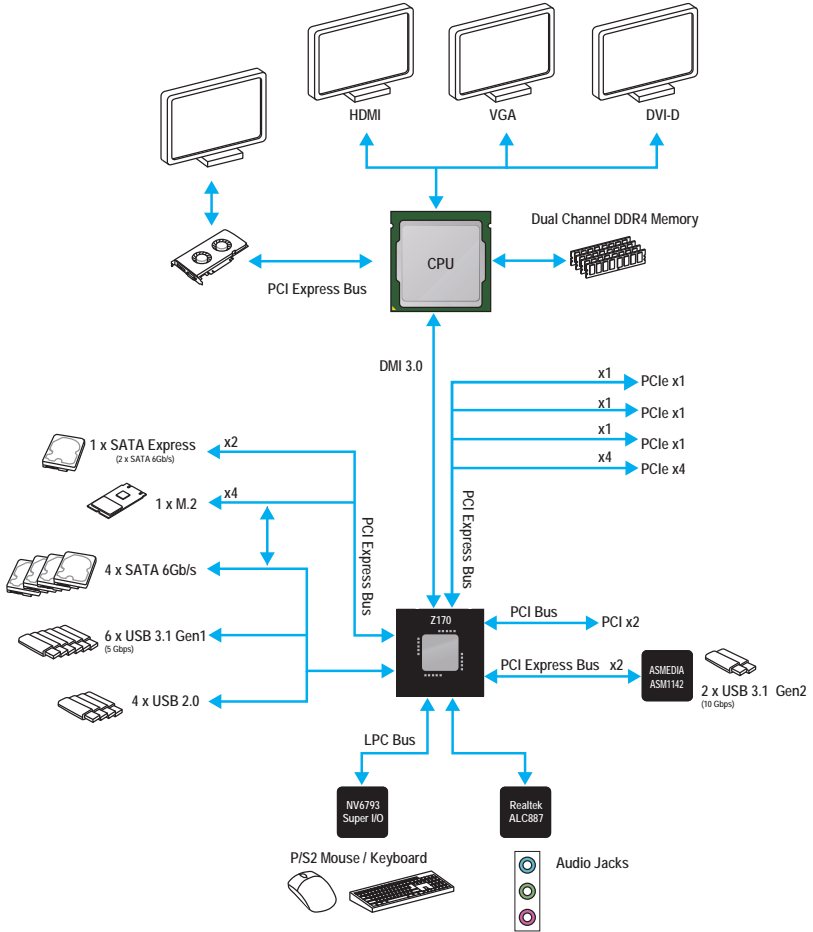 HDMI
VGA
DVI-D
Dual Channel DDR4 Memory
CPU
PCI Express Bus
DMI 3.0
x1
PCIe x1
x1
PCIe x1
x1
PCIe x1
x4
PCIe x4
1 x SATA Express
(2 x SATA 6Gb/s)
x2
1 x M.2
x4
4 x SATA 6Gb/s
6 x USB 3.1 Gen1
(5 Gbps)
4 x USB 2.0
PCI Express Bus
PCI Express Bus
Z170
PCI Bus
PCI x2
PCI Express Bus x2
ASMEDIA
ASM1142
2 x USB 3.1 Gen2
(10 Gbps)
LPC Bus
NV6793
Super I/O
Realtek
ALC887
P/S2 Mouse / Keyboard
Audio Jacks